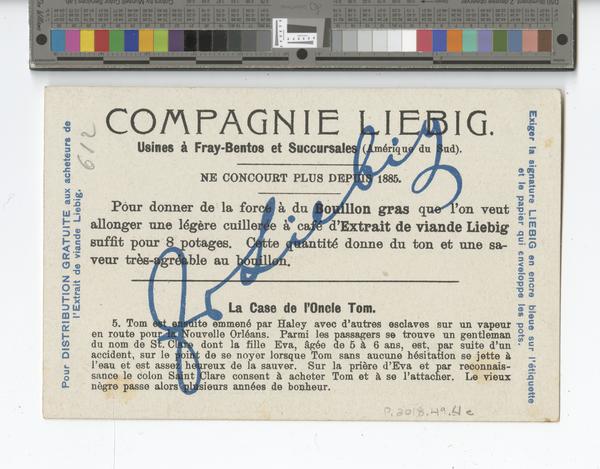 612
COMPAGNIE LIEBIG.
Usines à Fray-Bentos et Succursales (Amérique du Sud).
NE CONCOURT PLUS DEPUIS 1885.
Pour donner de la force à du Bouillon gras que l'on veut
allonger une légère cuillerée à café d'Extrait de viande Liebig
suffit pour 8 potages. Cette quantité donne du ton et une sa-
veur très-agréable au bouillon.
La Case de l'Oncle Tom.
5. Tom est ensuite emmené par Haley avec d'autres esclaves sur un vapeur
en route pour la Nouvelle Orléans. Parmi les passagers se trouve un gentleman
du nom de St. Clare dont la fille Eva, âgée de 5 à 6 ans, est, par suite d'un
accident, sur le point de se noyer lorsque Tom sans aucune hésitation se jette à
l'eau et est assez heureux de la sauver. Sur la prière d'Eva et par reconnais-
sance le colon Saint Clare consent à acheter Tom et à se l'attacher. Le vieux
nègre passe alors plusieurs années de bonheur.
Pour DISTRIBUTION GRATUITE aux acheteurs de
l'Extrait de viande Liebig.
Exiger la signature LIEBIG en encre bleue sur l'étiquette
et le papier qui enveloppe les pots.
Liebig